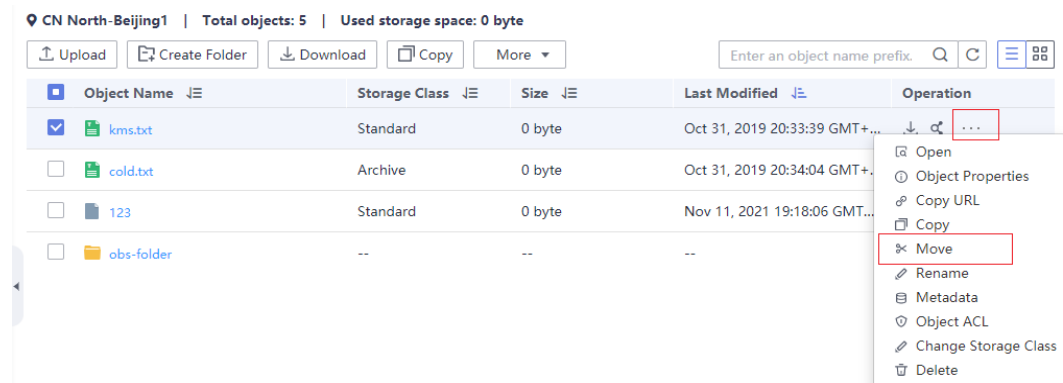 CN North-Beijing1 | Total objects: 5 | Used storage space: 0 byte
Upload Create Folder Download Copy More Enter an object name prefix.
Object Name Storage Class Size Last Modified Operation
kms.txt Standard 0 byte Oct 31, 2019 20:33:39 GMT+... ...
cold.txt Archive 0 byte Oct 31, 2019 20:34:04 GMT+.
123 Standard 0 byte Nov 11, 2021 19:18:06 GMT...
obs-folder -- -- --
Open
Object Properties
Copy URL
Copy
Move
Rename
Metadata
Object ACL
Change Storage Class
Delete